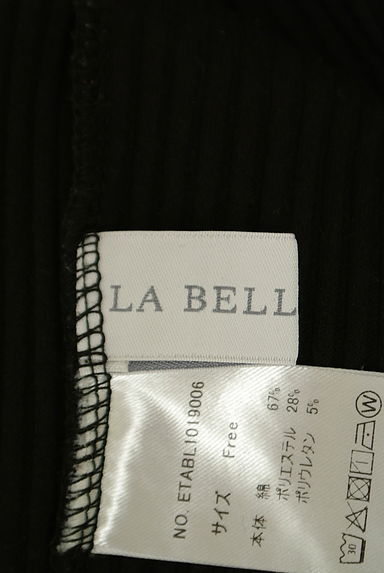 LA BELL
NO. ETABL1019006
サイズ Free
本体 綿 67%
ポリエステル 28%
ポリウレタン 5%
30
W